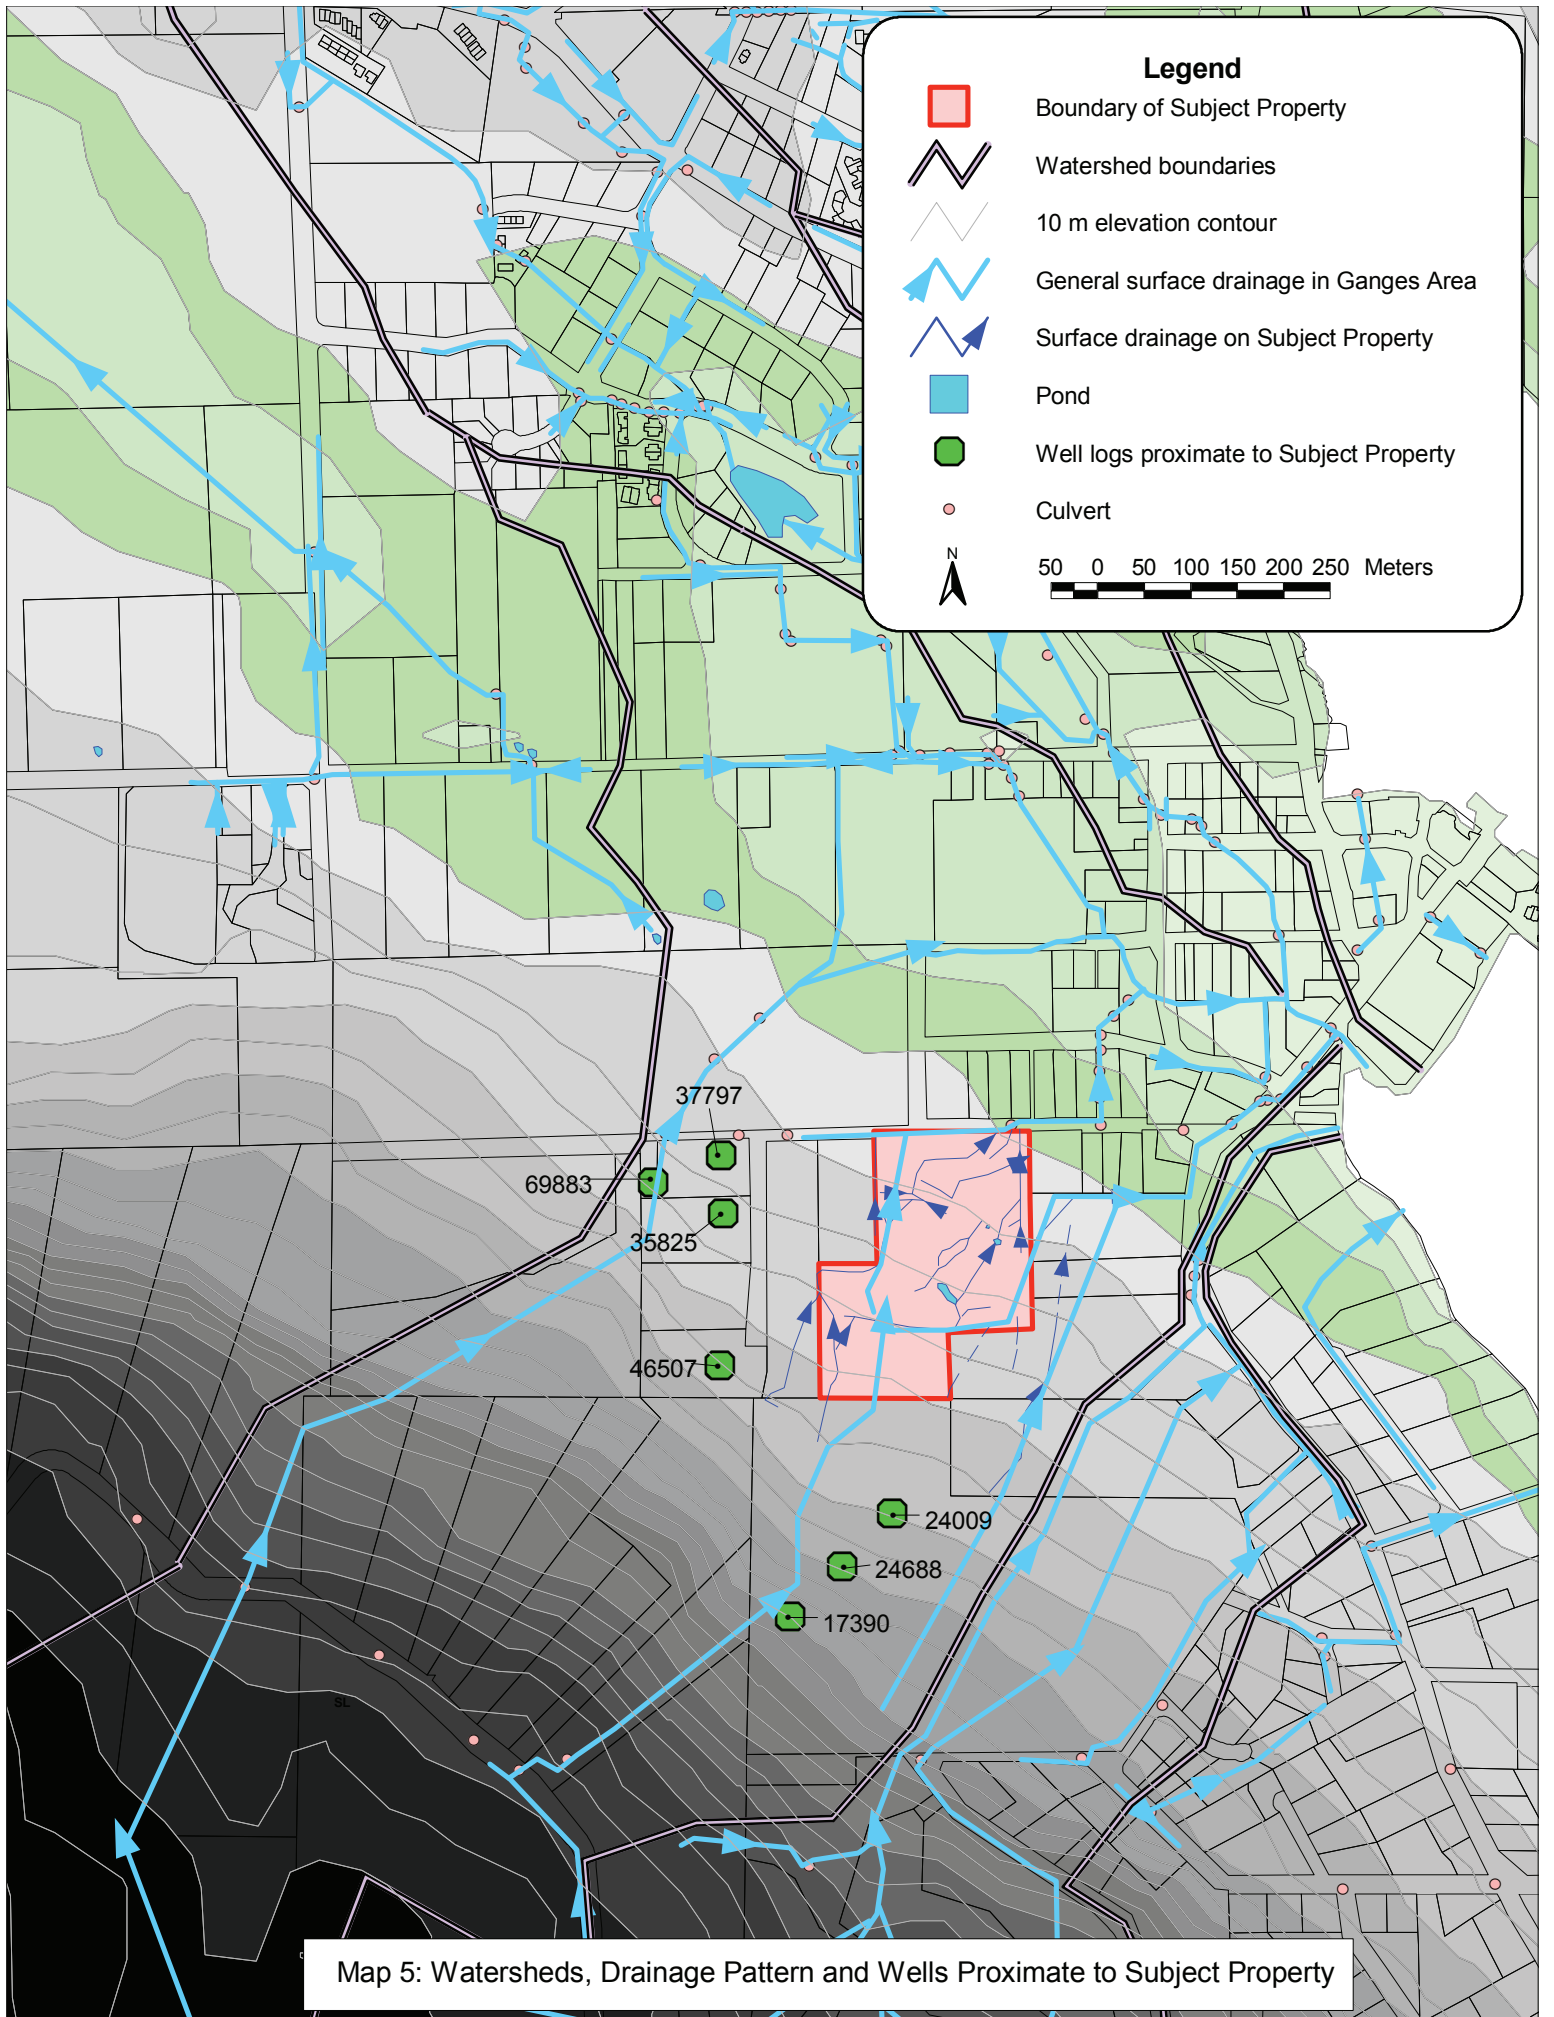 Legend
Boundary of Subject Property
Watershed boundaries
10 m elevation contour
General surface drainage in Ganges Area
Surface drainage on Subject Property
Pond
Well logs proximate to Subject Property
Culvert
N
50 0 50 100 150 200 250 Meters
37797
69883
35825
46507
24009
24688
17390
SL
Map 5: Watersheds, Drainage Pattern and Wells Proximate to Subject Property